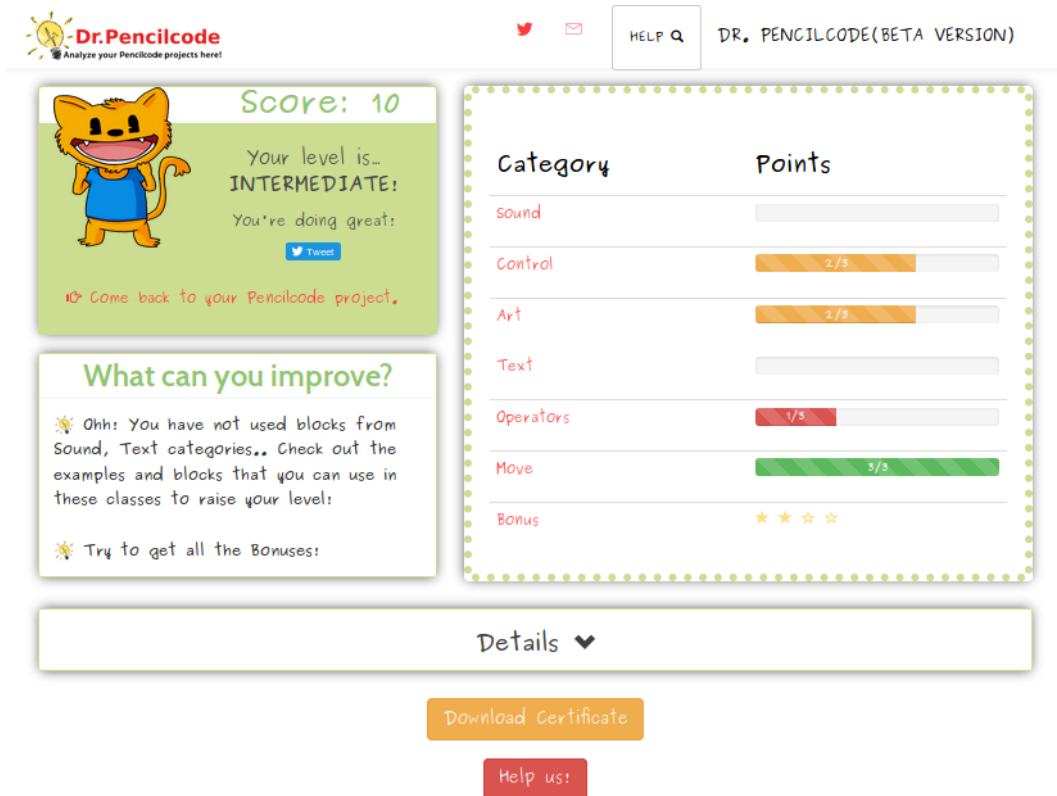 Dr.Pencilcode
Analyze your Pencilcode projects here!
HELP
DR. PENCILCODE(BETA VERSION)
Score: 10
Your level is…
INTERMEDIATE!
You're doing great!
Tweet
Come back to your Pencilcode project.
What can you improve?
Ohh! You have not used blocks from
Sound, Text categories.. Check out the
examples and blocks that you can use in
these classes to raise your level!
Try to get all the Bonuses!
Category Points
Sound
Control 2/3
Art 2/3
Text
Operators 1/3
Move 3/3
Bonus
Details
Download Certificate
Help us!